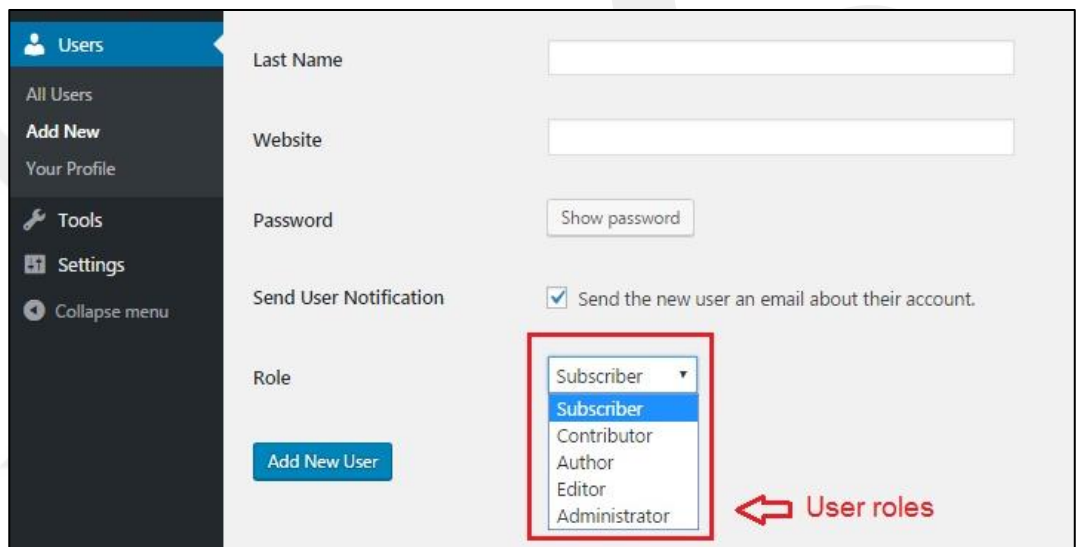 Users
All Users
Add New
Your Profile
Tools
Settings
Collapse menu
Last Name
Website
Password
Show password
Send User Notification
Send the new user an email about their account.
Role
Subscriber
Subscriber
Contributor
Author
Editor
Administrator
Add New User
User roles